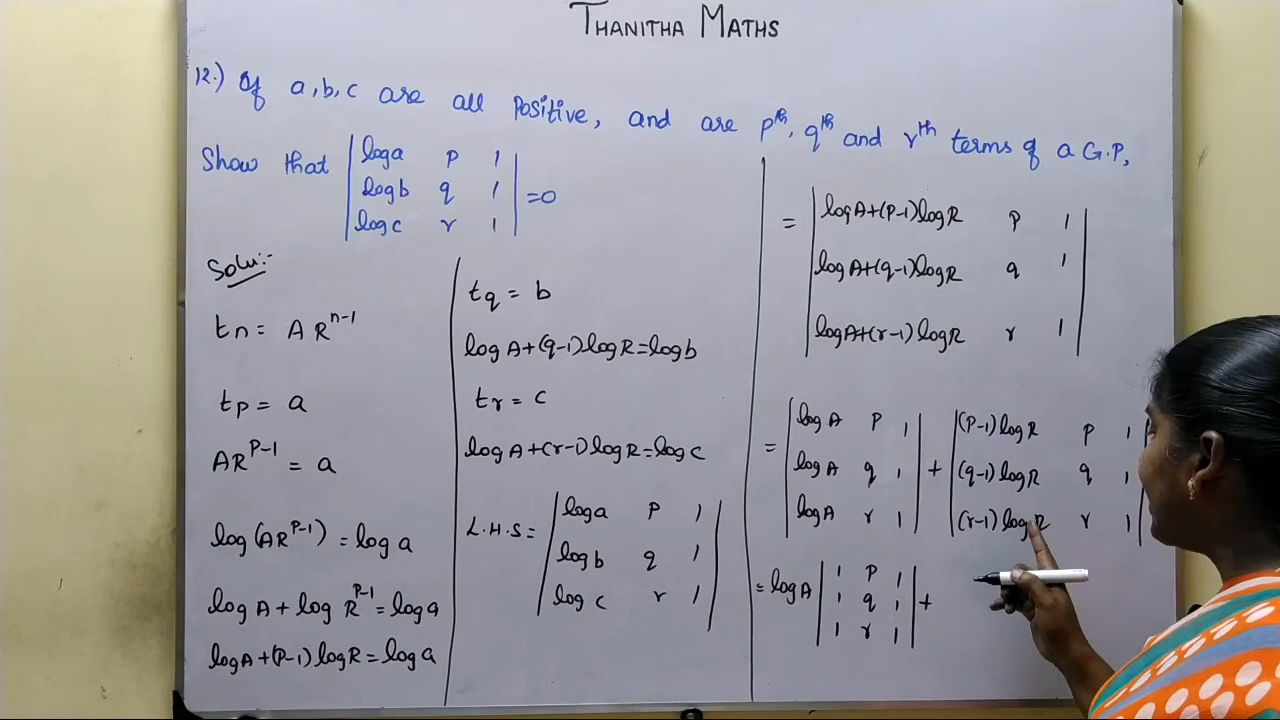 THANITHA MATHS
12.) If a,b,c are all Positive, and are pth, qth and rth terms of a G.P,
Show that | log a p 1 |
| log b q 1 | =0
| log c r 1 |
Solu:-
tn = A R^n-1
tp = a
AR^P-1 = a
log(AR^P-1) = log a
log A + log R^P-1 = log a
log A+(P-1) log R = log a
tq = b
log A+(q-1)log R=log b
tr = c
log A+(r-1)log R=log C
L.H.S= | log a P 1 |
| log b q 1 |
| log c r 1 |
= | log A+(P-1)log R P 1 |
| log A+(q-1)log R q 1 |
| log A+(r-1) log R r 1 |
= | log A P 1 | + | (P-1) log R P 1 |
| log A q 1 | | (q-1) log R q 1 |
| log A r 1 | | (r-1) log R r 1 |
= log A | 1 P 1 | +
| 1 q 1 |
| 1 r 1 |